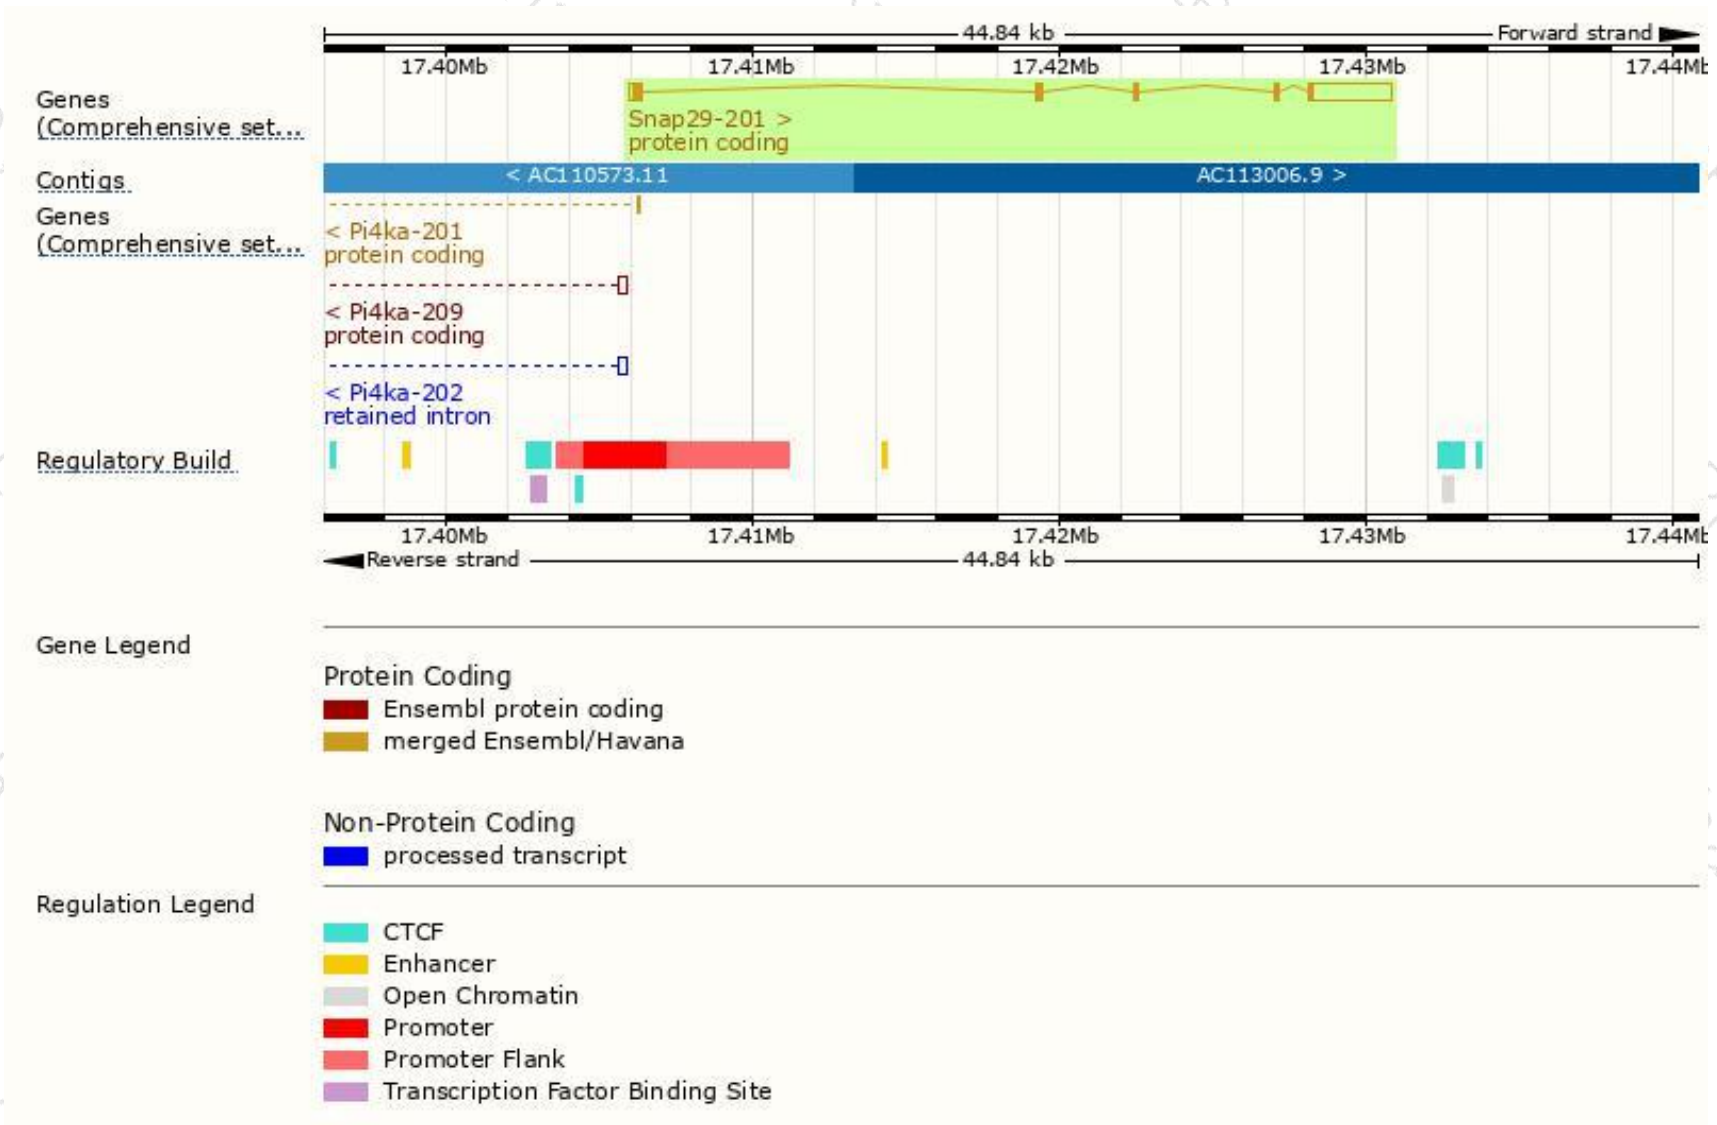 44.84 kb Forward strand
17.40Mb 17.41Mb 17.42Mb 17.43Mb 17.44Mb
Genes
(Comprehensive set...
Snap29-201 >
protein coding
Contigs
< AC110573.11 AC113006.9 >
Genes
(Comprehensive set...
< Pi4ka-201
protein coding
< Pi4ka-209
protein coding
< Pi4ka-202
retained intron
Regulatory Build
17.40Mb 17.41Mb 17.42Mb 17.43Mb 17.44Mb
Reverse strand 44.84 kb
Gene Legend
Protein Coding
Ensembl protein coding
merged Ensembl/Havana
Non-Protein Coding
processed transcript
Regulation Legend
CTCF
Enhancer
Open Chromatin
Promoter
Promoter Flank
Transcription Factor Binding Site